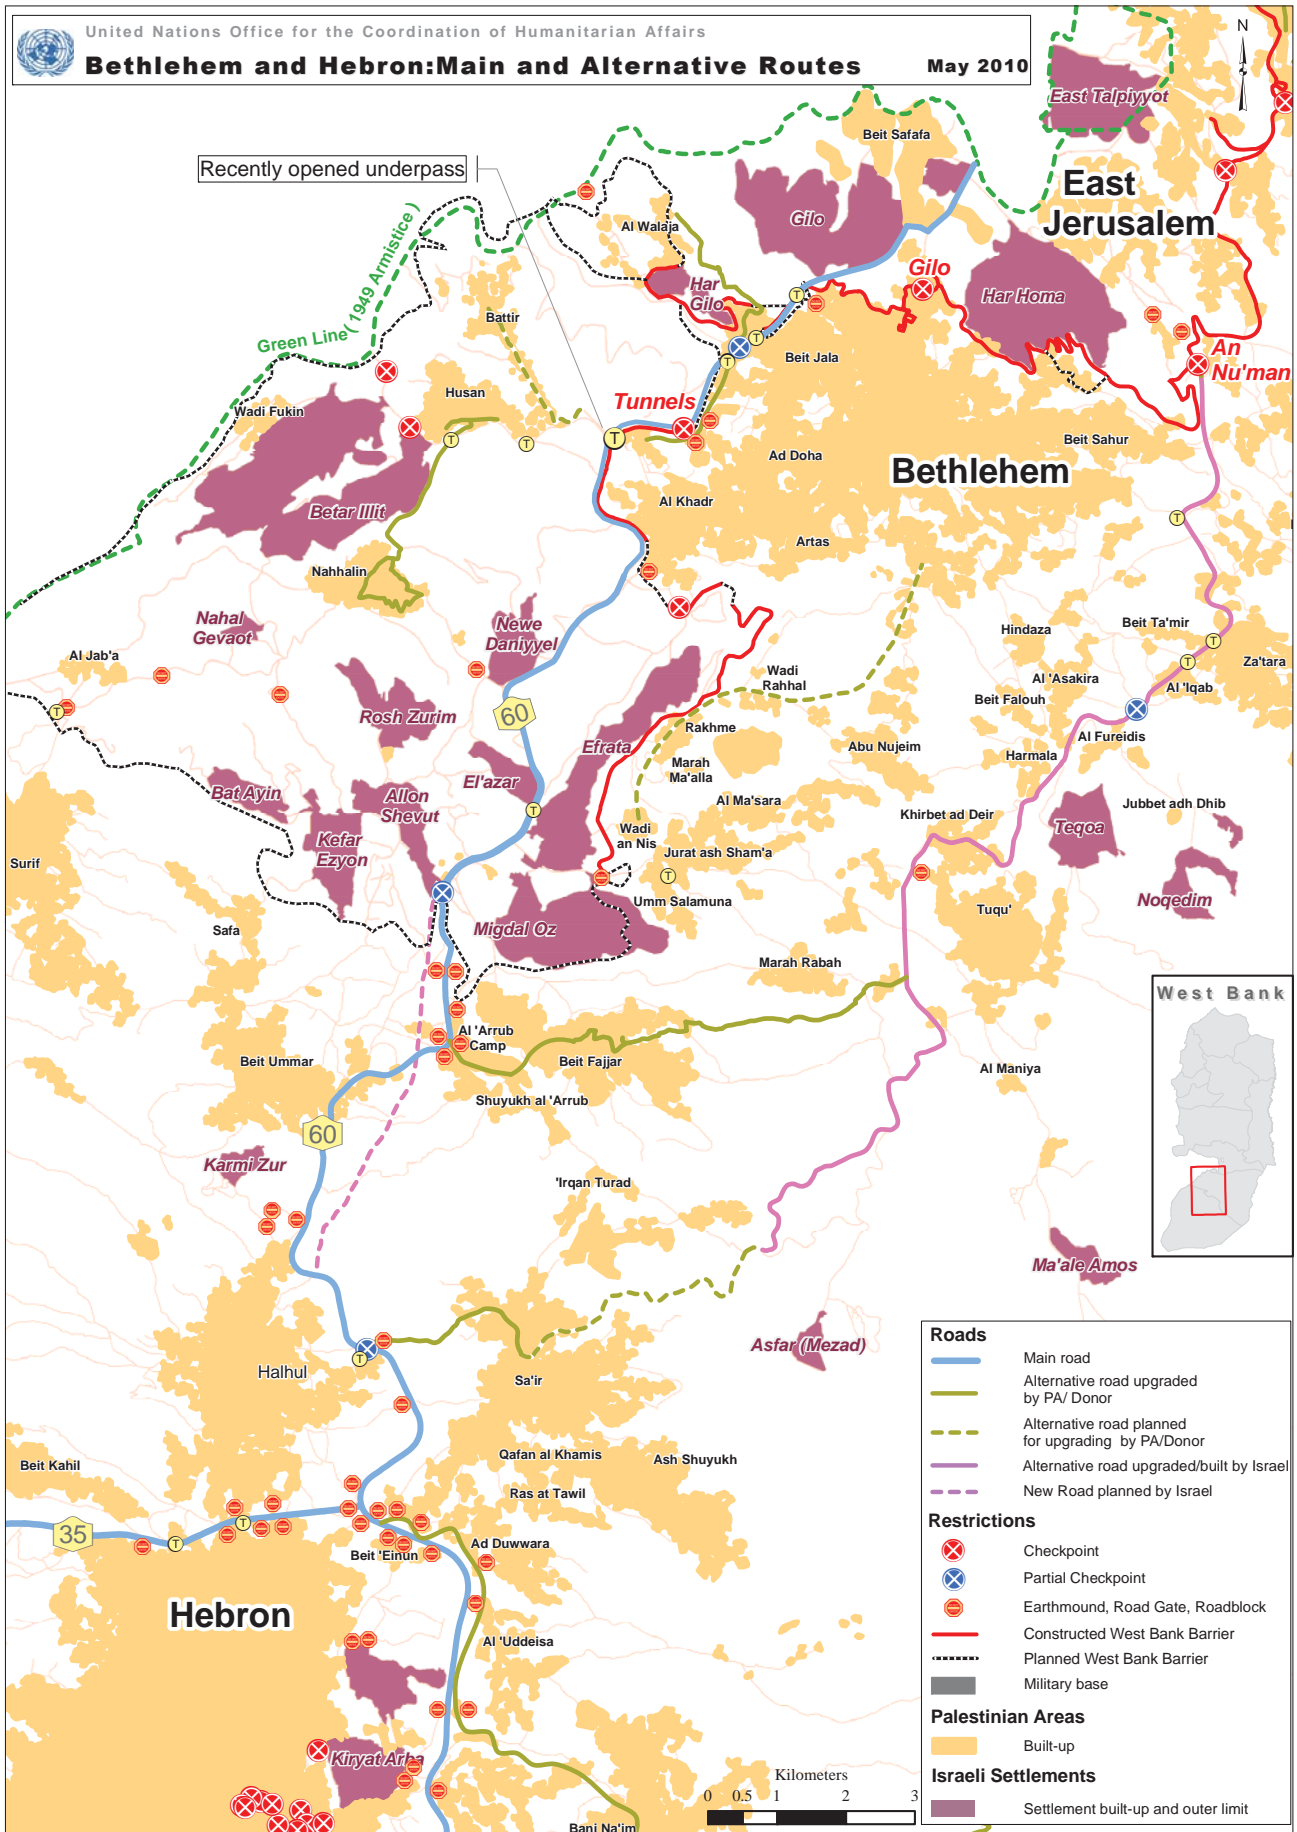 United Nations Office for the Coordination of Humanitarian Affairs
Bethlehem and Hebron:Main and Alternative Routes
May 2010
N
East Talpiyyot
Beit Safafa
Recently opened underpass
East
Jerusalem
Gilo
Al Walaja
Green Line( 1949 Armistice )
Gilo
Har
Gilo
Har Homa
Battir
T
T
T
Beit Jala
An
Nu'man
Husan
Wadi Fukin
Tunnels
T
T
T
Beit Sahur
Ad Doha
Bethlehem
Al Khadr
Betar Illit
T
Artas
Nahhalin
Nahal
Gevaot
Newe
Daniyyel
Hindaza
Beit Ta'mir
T
Al Jab'a
Za'tara
T
Wadi
Rahhal
Al 'Asakira
Al 'Iqab
Beit Falouh
T
Rosh Zurim
60
Rakhme
Al Fureidis
Efrata
Abu Nujeim
Harmala
Marah
Ma'alla
El'azar
Bat Ayin
Allon
Shevut
Al Ma'sara
Jubbet adh Dhib
T
Khirbet ad Deir
Teqoa
Kefar
Ezyon
Wadi
an Nis
Jurat ash Sham'a
Surif
T
Umm Salamuna
Noqedim
Tuqu'
Safa
Migdal Oz
Marah Rabah
West Bank
Al 'Arrub
Camp
Beit Ummar
Beit Fajjar
Al Maniya
Shuyukh al 'Arrub
60
Karmi Zur
'Irqan Turad
Ma'ale Amos
Asfar (Mezad)
T
Halhul
Sa'ir
Qafan al Khamis
Ash Shuyukh
Beit Kahil
Ras at Tawil
T
35
T
Ad Duwwara
Beit 'Einun
Hebron
Al 'Uddeisa
Kiryat Arba
Bani Na'im
Kilometers
0 0.5 1 2 3
Roads
Main road
Alternative road upgraded
by PA/ Donor
Alternative road planned
for upgrading by PA/Donor
Alternative road upgraded/built by Israel
New Road planned by Israel
Restrictions
Checkpoint
Partial Checkpoint
Earthmound, Road Gate, Roadblock
Constructed West Bank Barrier
Planned West Bank Barrier
Military base
Palestinian Areas
Built-up
Israeli Settlements
Settlement built-up and outer limit